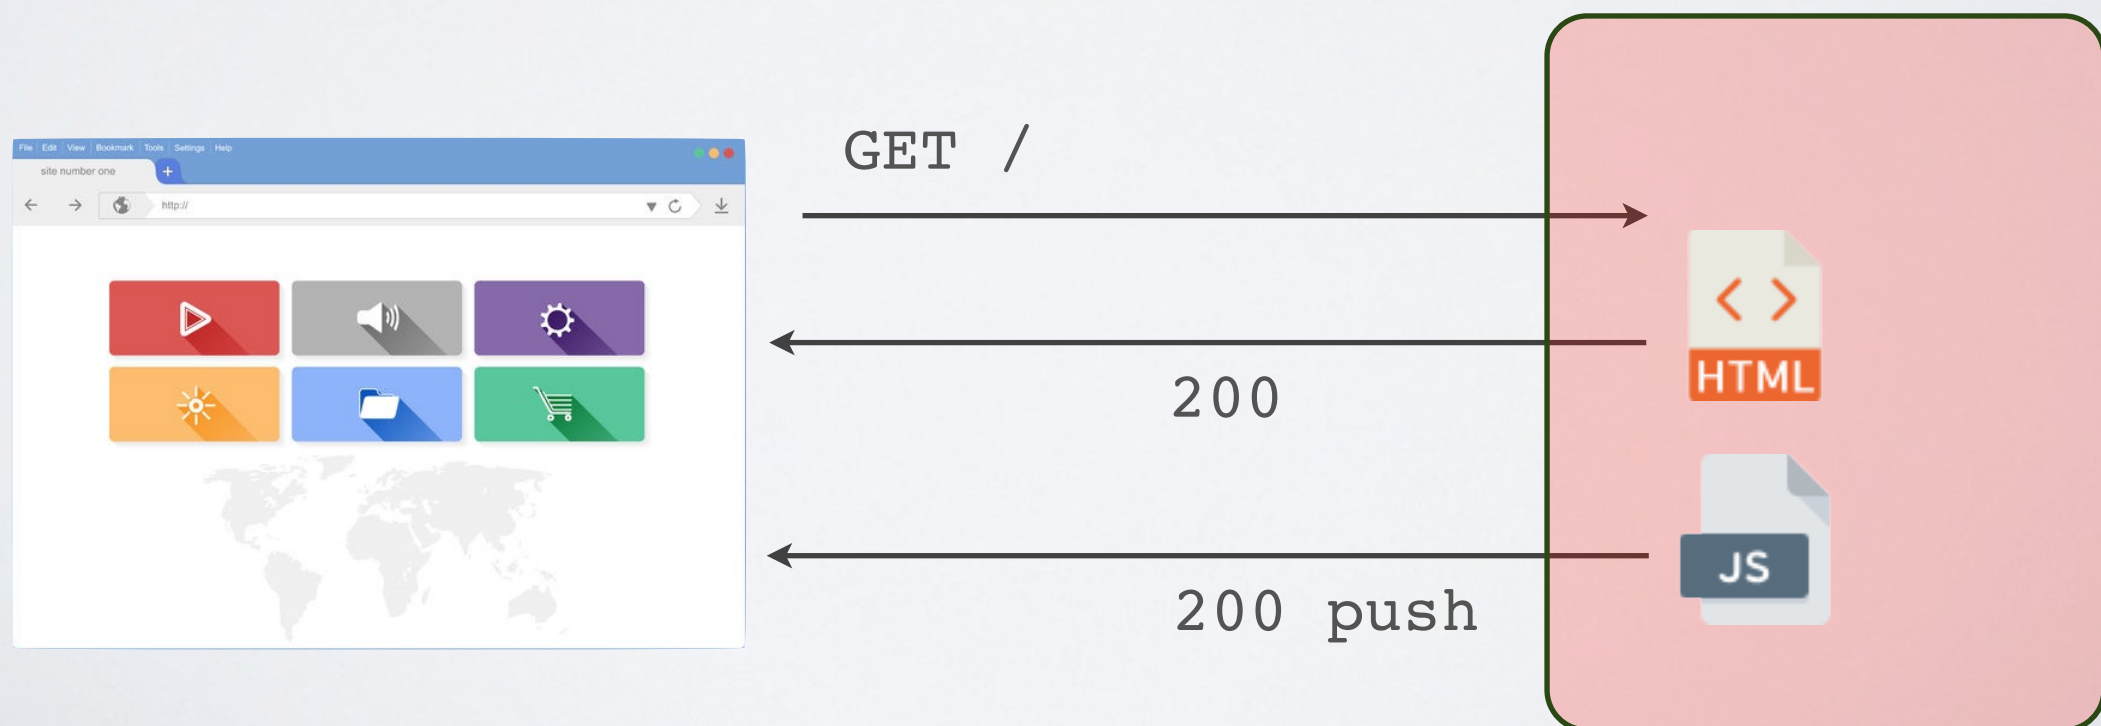 File Edit View Bookmark Tools Settings Help
site number one
+
http://
GET /
200
HTML
JS
200 push